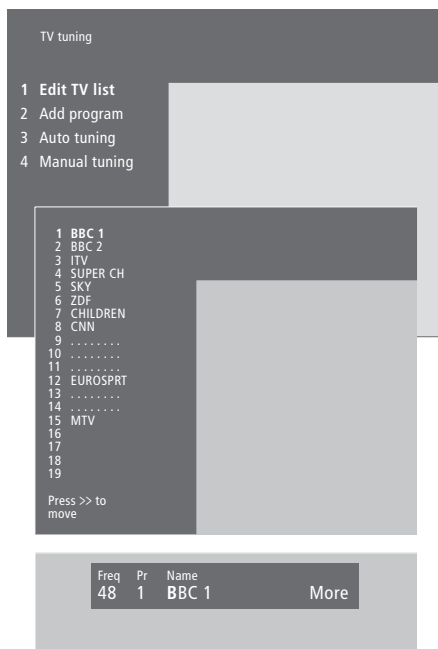 TV tuning
1 Edit TV list
2 Add program
3 Auto tuning
4 Manual tuning
1 BBC 1
2 BBC 2
3 ITV
4 SUPER CH
5 SKY
6 ZDF
7 CHILDREN
8 CNN
9 . . . . . . . .
10 . . . . . . . .
11 . . . . . . . .
12 EUROSPRT
13 . . . . . . . .
14 . . . . . . . .
15 MTV
16
17
18
19
Press >> to
move
Freq Pr Name
48 1 BBC 1 More